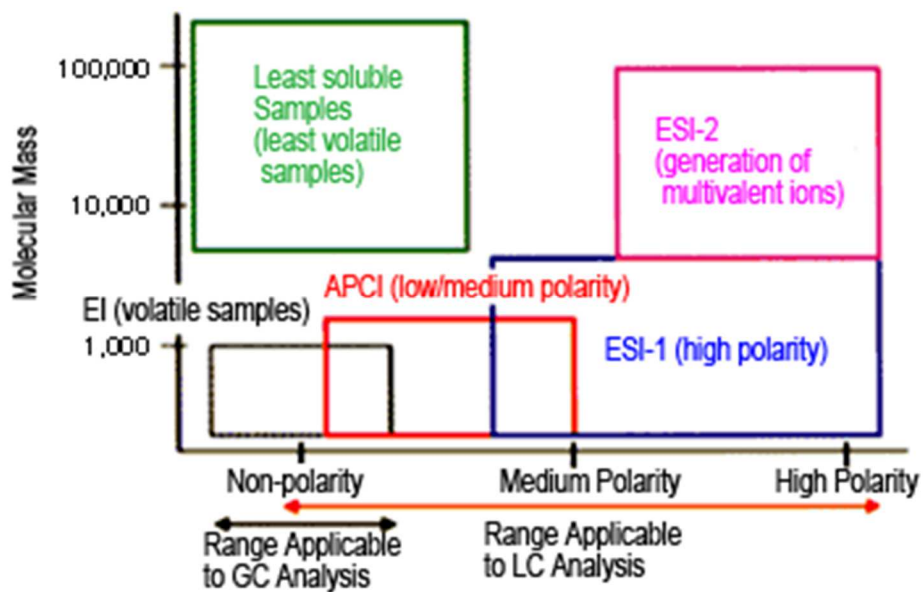 Molecular Mass
100,000
10,000
1,000
Least soluble
Samples
(least volatile
samples)
ESI-2
(generation of
multivalent ions)
APCI (low/medium polarity)
EI (volatile samples)
ESI-1 (high polarity)
Non-polarity
Medium Polarity
High Polarity
Range Applicable
to GC Analysis
Range Applicable
to LC Analysis